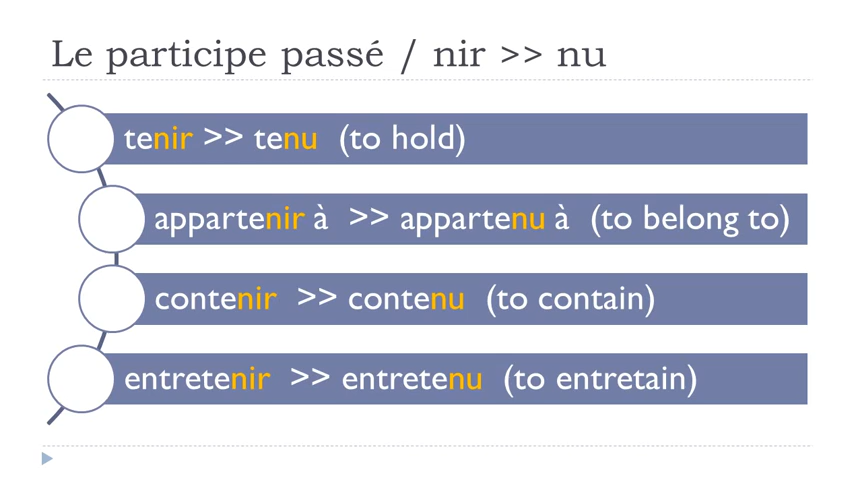 Le participe passé / nir >> nu
tenir >> tenu (to hold)
appartenir à >> appartenu à (to belong to)
contenir >> contenu (to contain)
entretenir >> entretenu (to entretain)